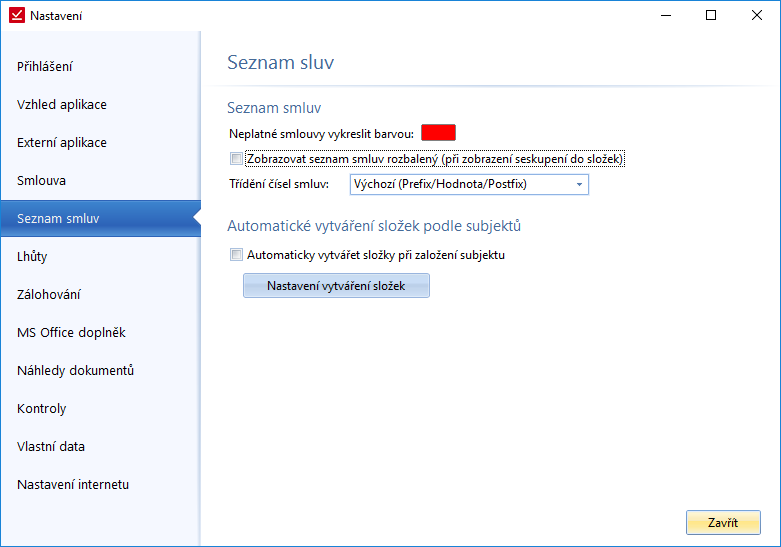 Nastavení
Přihlášení
Vzhled aplikace
Externí aplikace
Smlouva
Seznam smluv
Lhůty
Zálohování
MS Office doplněk
Náhledy dokumentů
Kontroly
Vlastní data
Nastavení internetu
Seznam sluv
Seznam smluv
Neplatné smlouvy vykreslit barvou:
Zobrazovat seznam smluv rozbalený (při zobrazení seskupení do složek)
Třídění čísel smluv: Výchozí (Prefix/Hodnota/Postfix)
Automatické vytváření složek podle subjektů
Automaticky vytvářet složky při založení subjektu
Nastavení vytváření složek
Zavřít